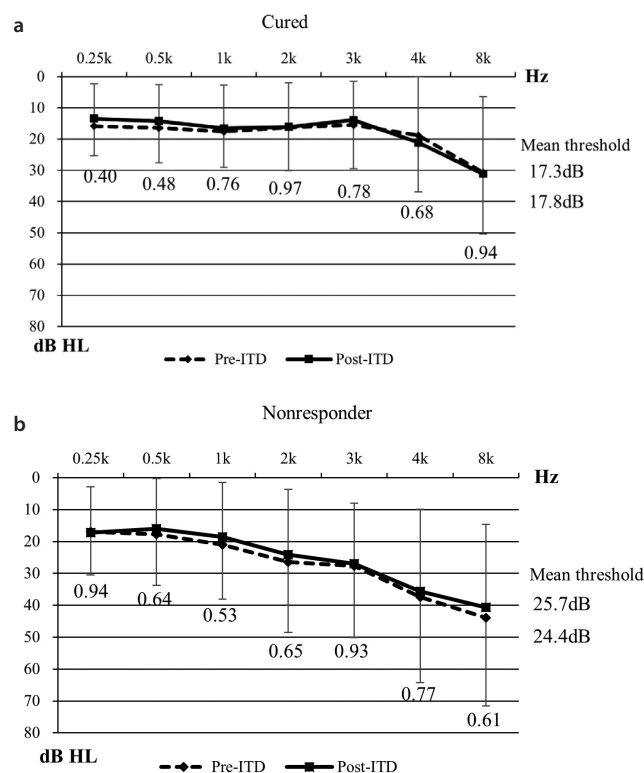 a
Cured
0.25k 0.5k 1k 2k 3k 4k 8k
Hz
0
10
20
30
40
50
60
70
80
dB HL
0.40 0.48 0.76 0.97 0.78 0.68 0.94
Mean threshold
17.3dB
17.8dB
Pre-ITD Post-ITD
b
Nonresponder
0.25k 0.5k 1k 2k 3k 4k 8k
Hz
0
10
20
30
40
50
60
70
80
dB HL
0.94 0.64 0.53 0.65 0.93 0.77 0.61
Mean threshold
25.7dB
24.4dB
Pre-ITD Post-ITD